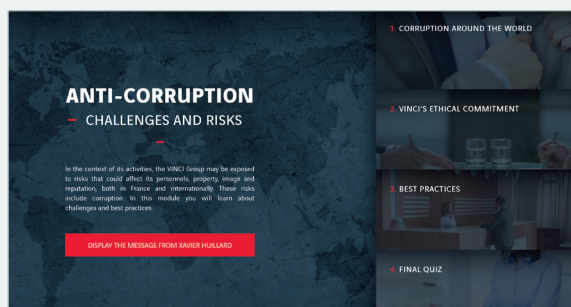 ANTI-CORRUPTION
– CHALLENGES AND RISKS
–
In the context of its activities, the VINCI Group may be exposed
to risks that could affect its personnels, property, image and
reputation, both in France and internationally. These risks
include corruption. In this module you will learn about
challenges and best practices.
DISPLAY THE MESSAGE FROM XAVIER HUILLARD
1. CORRUPTION AROUND THE WORLD
2. VINCI'S ETHICAL COMMITMENT
3. BEST PRACTICES
4. FINAL QUIZ